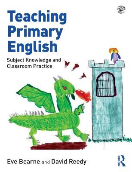 Teaching
Primary
English
Subject Knowledge and
Classroom Practice
Eve Bearne and David Reedy